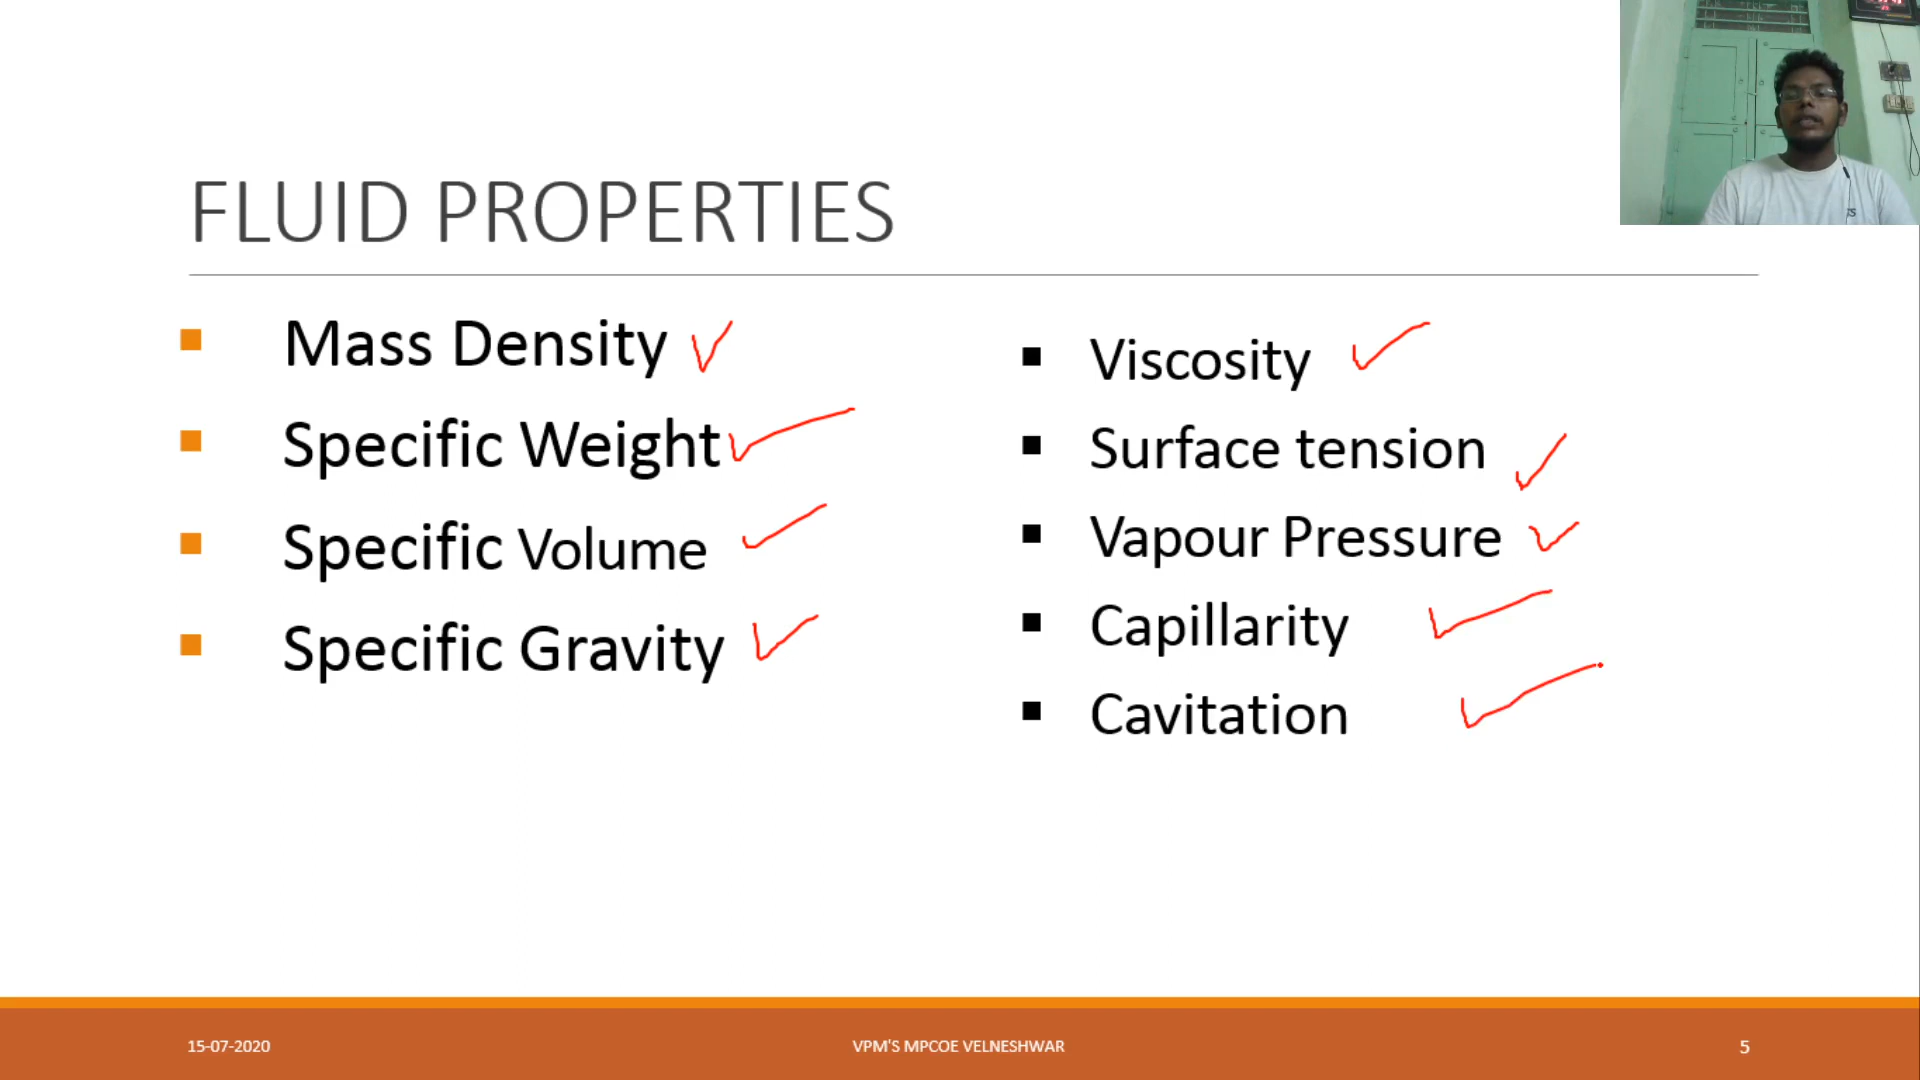 FLUID PROPERTIES
Mass Density
Specific Weight
Specific Volume
Specific Gravity
Viscosity
Surface tension
Vapour Pressure
Capillarity
Cavitation
15-07-2020
VPM'S MPCOE VELNESHWAR
5